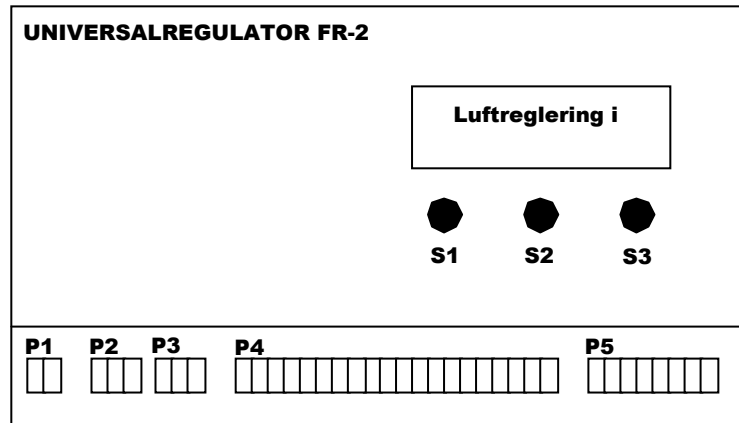 UNIVERSALREGULATOR FR-2
Luftreglering i
S1 S2 S3
P1 P2 P3 P4 P5